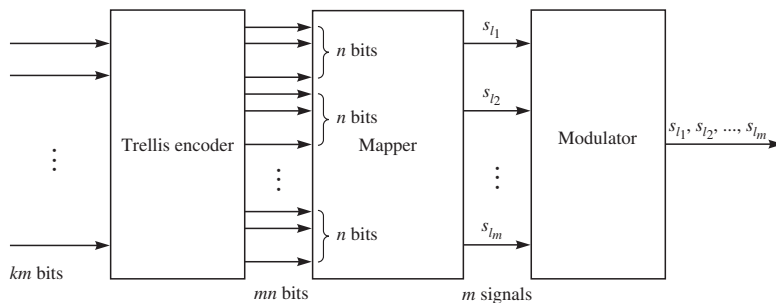 n bits
n bits
n bits
Trellis encoder
Mapper
Modulator
s_{l_1}
s_{l_2}
s_{l_m}
s_{l_1}, s_{l_2}, ..., s_{l_m}
km bits
mn bits
m signals